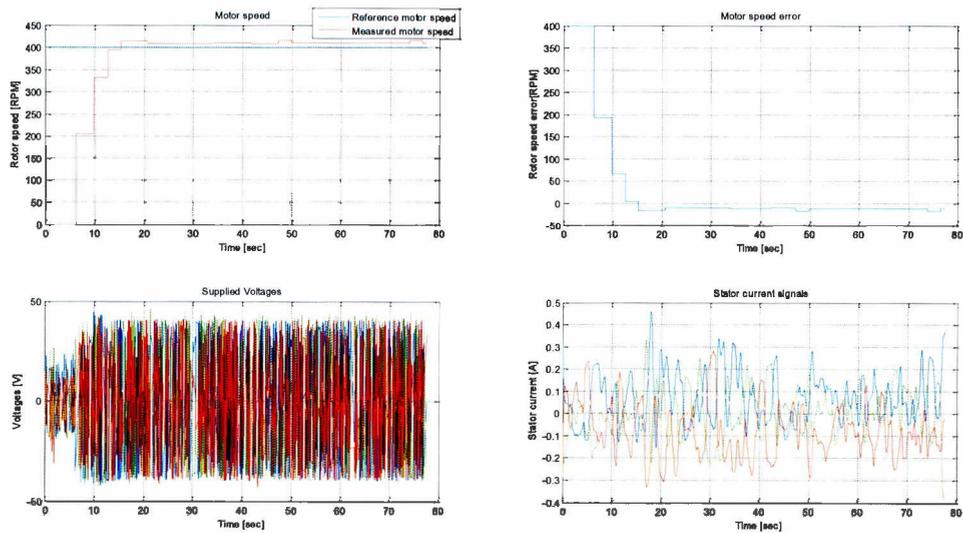 Motor speed
Reference motor speed
Measured motor speed
Rotor speed [RPM]
450
400
350
300
250
200
150
100
50
0
0 10 20 30 40 50 60 70 80
Time [sec]
Motor speed error
Rotor speed error[RPM]
400
350
300
250
200
150
100
50
0
-50
0 10 20 30 40 50 60 70 80
Time [sec]
Supplied Voltages
Voltages [V]
50
0
-50
0 10 20 30 40 50 60 70 80
Time [sec]
Stator current signals
Stator current [A]
0.5
0.4
0.3
0.2
0.1
0
-0.1
0.2
-0.3
-0.4
0 10 20 30 40 50 60 70 80
Time [sec]